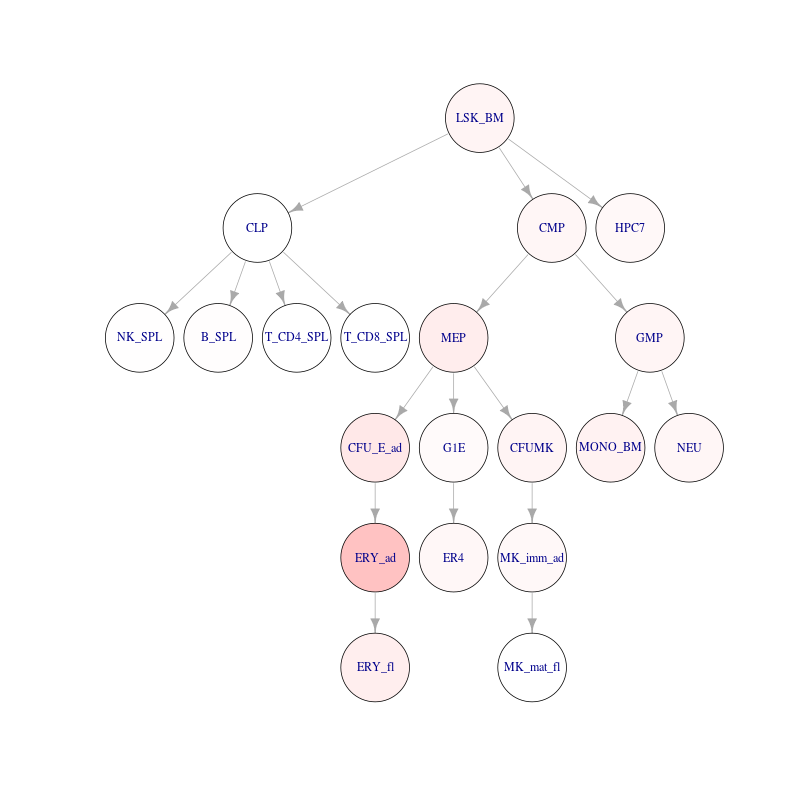 LSK_BM
CLP
CMP
HPC7
NK_SPL
B_SPL
T_CD4_SPL
T_CD8_SPL
MEP
GMP
CFU_E_ad
G1E
CFUMK
MONO_BM
NEU
ERY_ad
ER4
MK_imm_ad
ERY_fl
MK_mat_fl